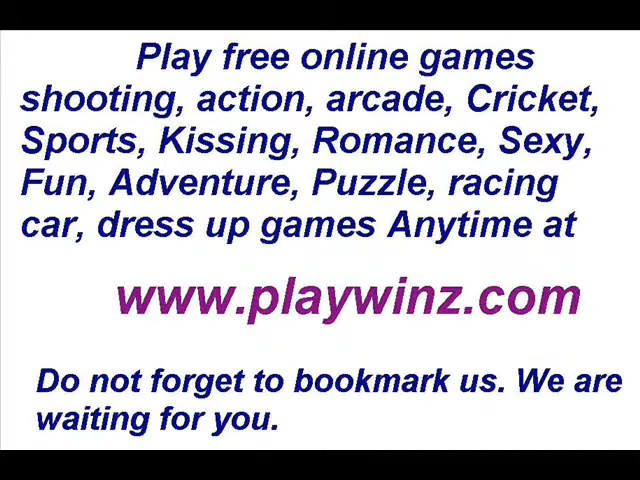 Play free online games
shooting, action, arcade, Cricket,
Sports, Kissing, Romance, Sexy,
Fun, Adventure, Puzzle, racing
car, dress up games Anytime at
www.playwinz.com
Do not forget to bookmark us. We are
waiting for you.